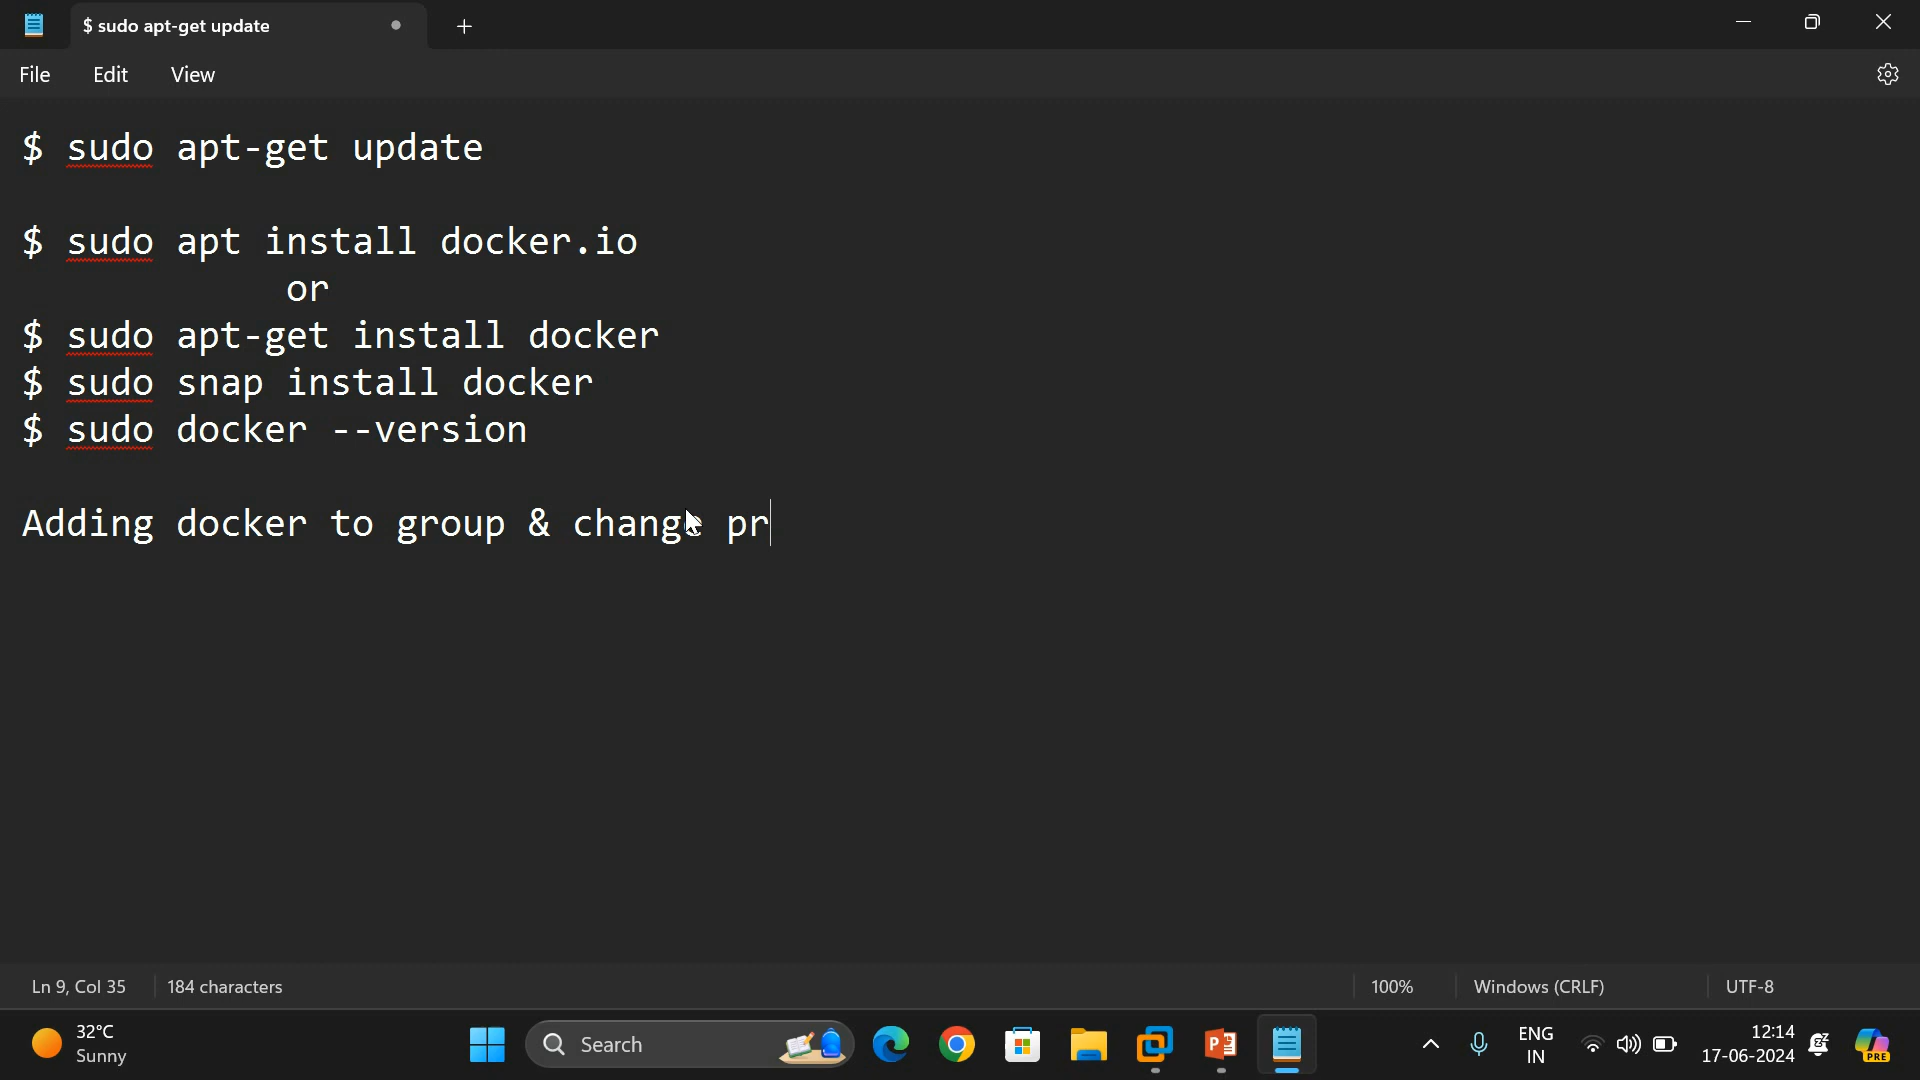 $ sudo apt-get update
File Edit View
$ sudo apt-get update
$ sudo apt install docker.io
or
$ sudo apt-get install docker
$ sudo snap install docker
$ sudo docker --version
Adding docker to group & change pr
Ln 9, Col 35 184 characters 100% Windows (CRLF) UTF-8
32°C
Sunny
Search
ENG
IN
12:14
17-06-2024
PRE